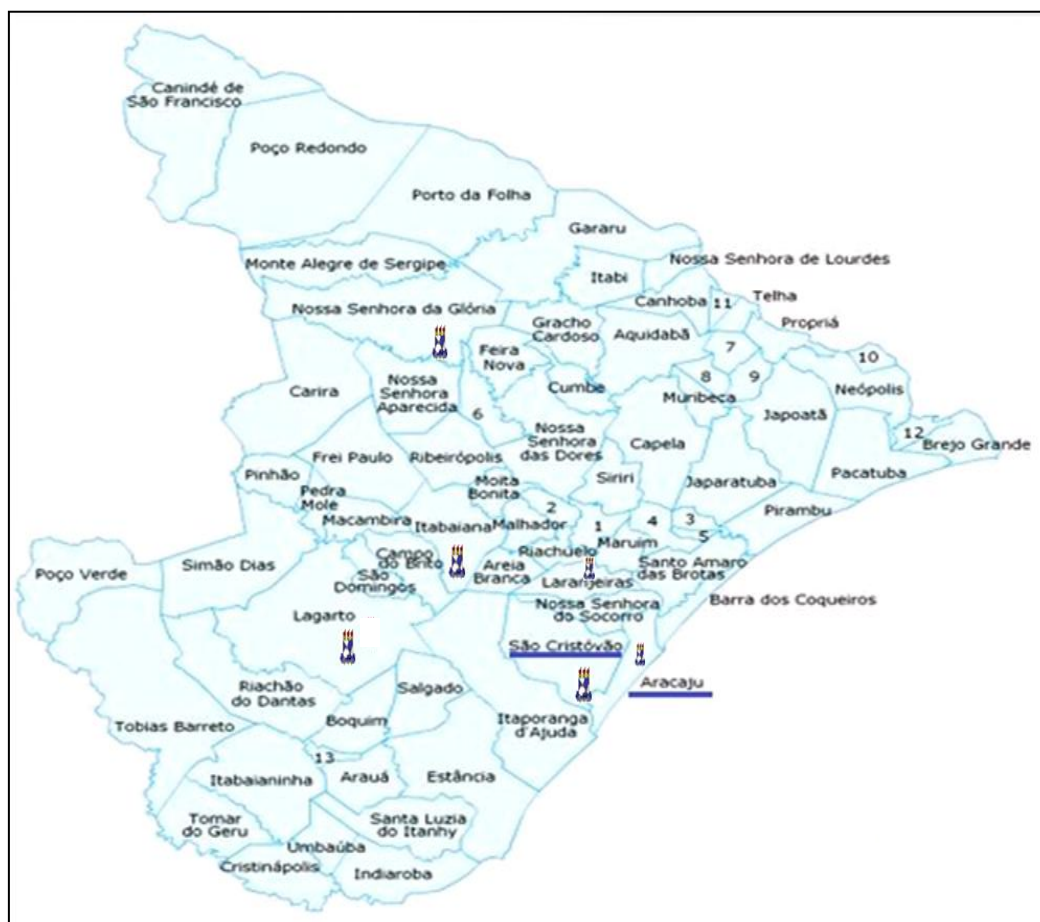 Canindé de
São Francisco
Poço Redondo
Porto da Folha
Gararu
Nossa Senhora de Lourdes
Monte Alegre de Sergipe
Itabi
Canhoba
11
Telha
Nossa Senhora da Glória
Gracho
Cardoso
Aquidabã
Propriá
7
10
Feira
Nova
8
9
Neópolis
Carira
Nossa
Senhora
Aparecida
Cumbe
Muribeca
Japoatã
6
12
Brejo Grande
Nossa
Senhora
das Dores
Capela
Frei Paulo
Ribeirópolis
Pacatuba
Pinhão
Moita
Bonita
Siriri
Japaratuba
Pedra
Mole
Pirambu
Macambira
Itabaiana
Malhador
2
1
4
3
5
Maruim
Campo
do Brito
Riachuelo
Simão Dias
Areia
Branca
Santo Amaro
das Brotas
Poço Verde
São
Domingos
Laranjeiras
Barra dos Coqueiros
Lagarto
Nossa Senhora
do Socorro
São Cristóvão
Aracaju
Riachão
do Dantas
Salgado
Boquim
Itaporanga
d'Ajuda
Tobias Barreto
13
Itabaianinha
Arauá
Estância
Tomar
do Geru
Santa Luzia
do Itanhy
Umbaúba
Cristinápolis
Indiaroba